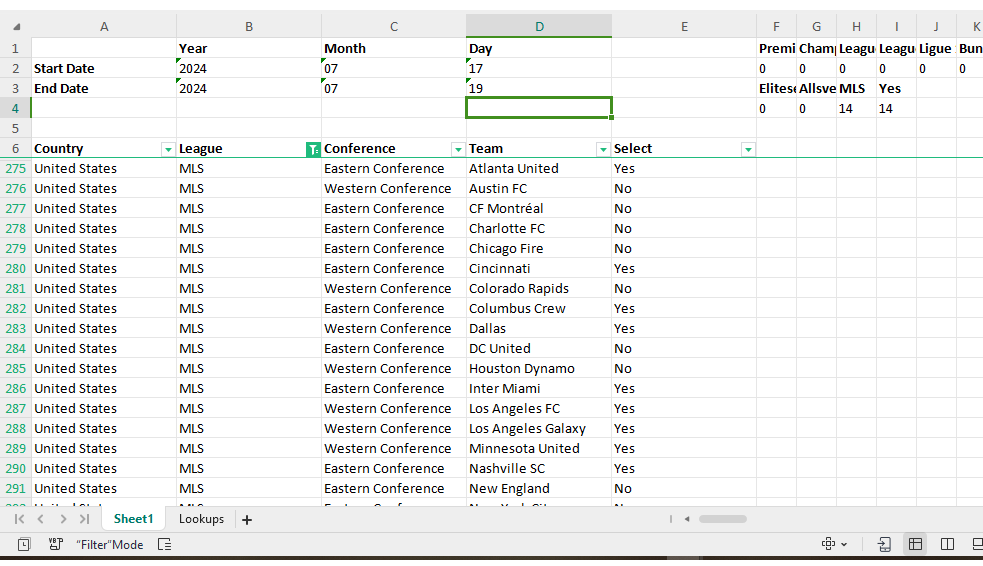 A B C D E F G H I J K
1 Year Month Day Premi Cham Leagu Leagu Ligue Bun
2 Start Date 2024 07 17 0 0 0 0 0 0
3 End Date 2024 07 19 Elites Allsve MLS Yes
4 0 0 14 14
5
6 Country League Conference Team Select
275 United States MLS Eastern Conference Atlanta United Yes
276 United States MLS Western Conference Austin FC No
277 United States MLS Eastern Conference CF Montréal No
278 United States MLS Eastern Conference Charlotte FC No
279 United States MLS Eastern Conference Chicago Fire No
280 United States MLS Eastern Conference Cincinnati Yes
281 United States MLS Western Conference Colorado Rapids No
282 United States MLS Eastern Conference Columbus Crew Yes
283 United States MLS Western Conference Dallas Yes
284 United States MLS Eastern Conference DC United No
285 United States MLS Western Conference Houston Dynamo No
286 United States MLS Eastern Conference Inter Miami Yes
287 United States MLS Western Conference Los Angeles FC Yes
288 United States MLS Western Conference Los Angeles Galaxy Yes
289 United States MLS Western Conference Minnesota United Yes
290 United States MLS Eastern Conference Nashville SC Yes
291 United States MLS Eastern Conference New England No
Sheet1 Lookups +
"Filter"Mode